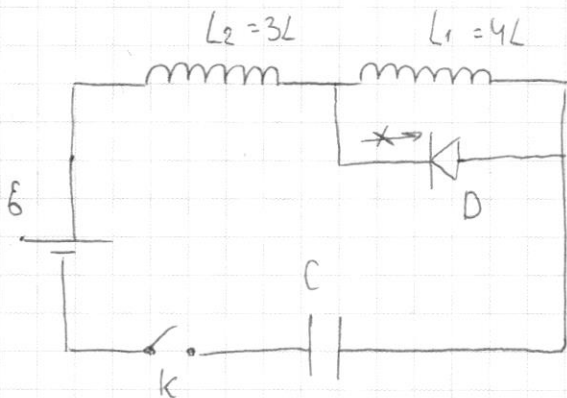 L₂ = 3L
L₁ = 4L
D
Ɛ
C
K